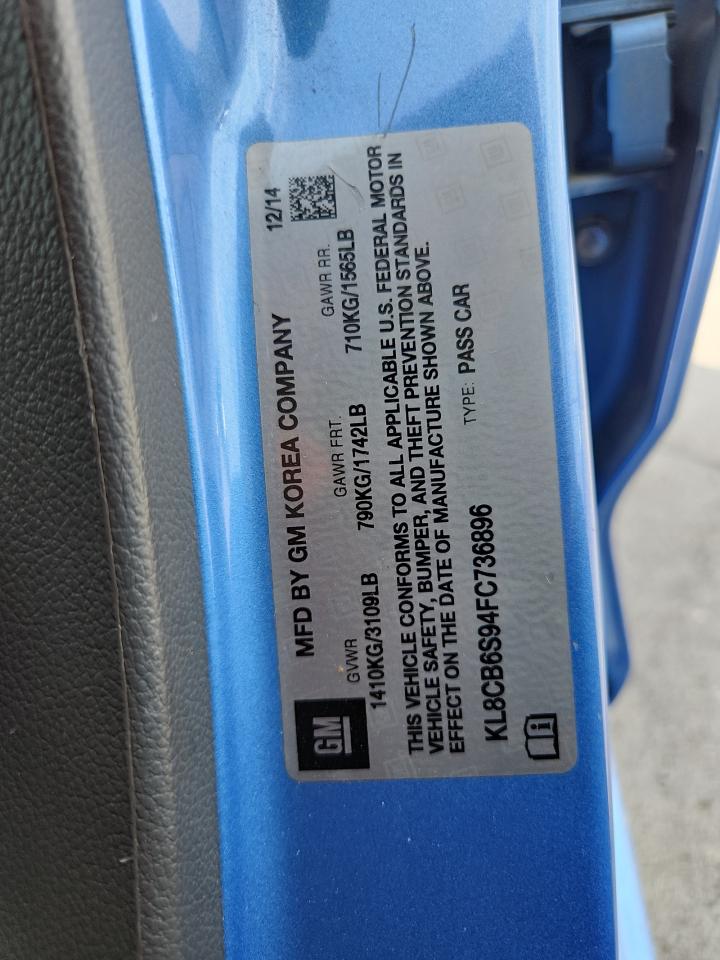 MFD BY GM KOREA COMPANY 12/14
GM
GVWR GAWR FRT. GAWR RR.
1410KG/3109LB 790KG/1742LB 710KG/1565LB
THIS VEHICLE CONFORMS TO ALL APPLICABLE U.S. FEDERAL MOTOR
VEHICLE SAFETY, BUMPER, AND THEFT PREVENTION STANDARDS IN
EFFECT ON THE DATE OF MANUFACTURE SHOWN ABOVE.
KL8CB6S94FC736896 TYPE: PASS CAR